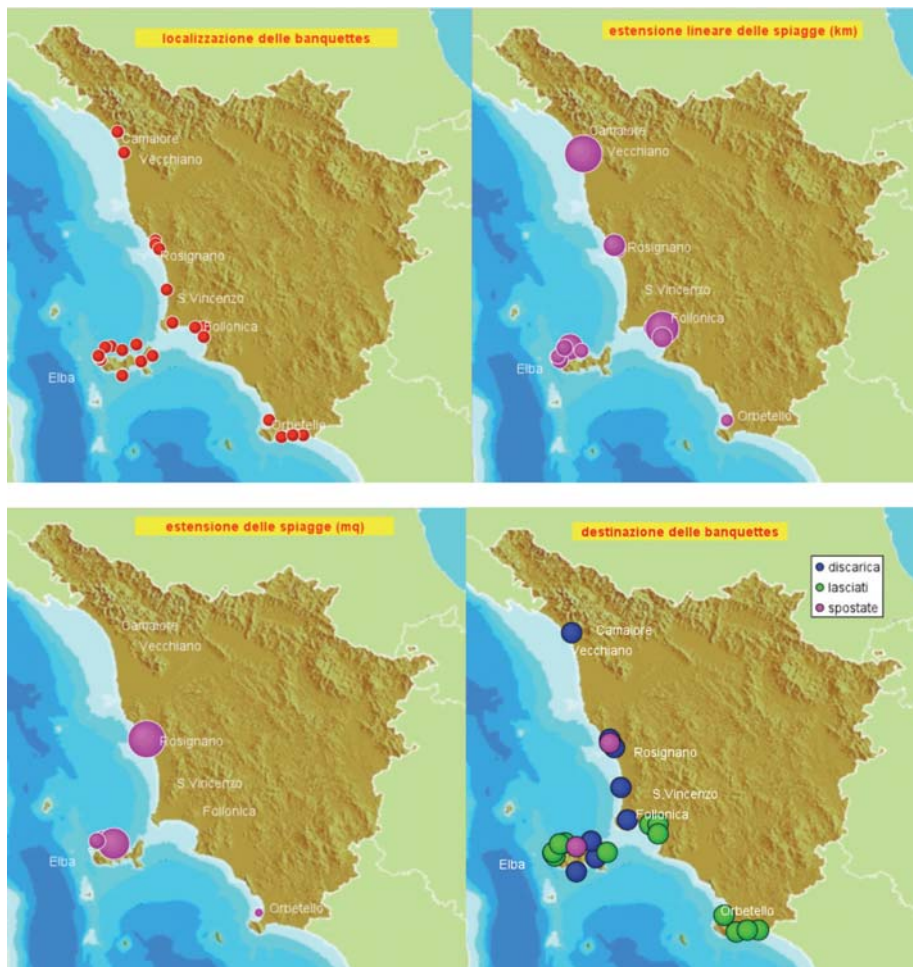 localizzazione delle banquettes
Camaiore
Vecchiano
Rosignano
S.Vincenzo
Follonica
Elba
Orbetello
estensione lineare delle spiagge (km)
Camaiore
Vecchiano
Rosignano
S.Vincenzo
Follonica
Elba
Orbetello
estensione delle spiagge (mq)
Camaiore
Vecchiano
Rosignano
S.Vincenzo
Follonica
Elba
Orbetello
destinazione delle banquettes
discarica
lasciati
spostate
Camaiore
Vecchiano
Rosignano
S.Vincenzo
Follonica
Elba
Orbetello